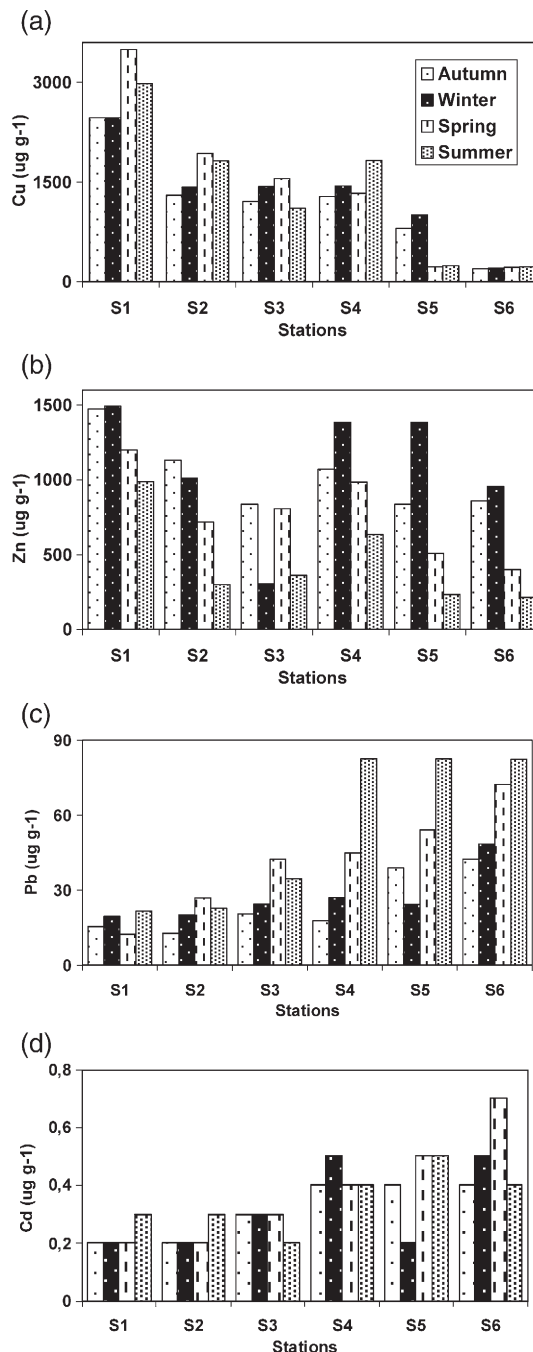 (a)
Cu (ug g-1)
3000
1500
0
Autumn
Winter
Spring
Summer
S1 S2 S3 S4 S5 S6
Stations
(b)
Zn (ug g-1)
1500
1000
500
0
S1 S2 S3 S4 S5 S6
Stations
(c)
Pb (ug g-1)
90
60
30
0
S1 S2 S3 S4 S5 S6
Stations
(d)
Cd (ug g-1)
0,8
0,6
0,4
0,2
0
S1 S2 S3 S4 S5 S6
Stations